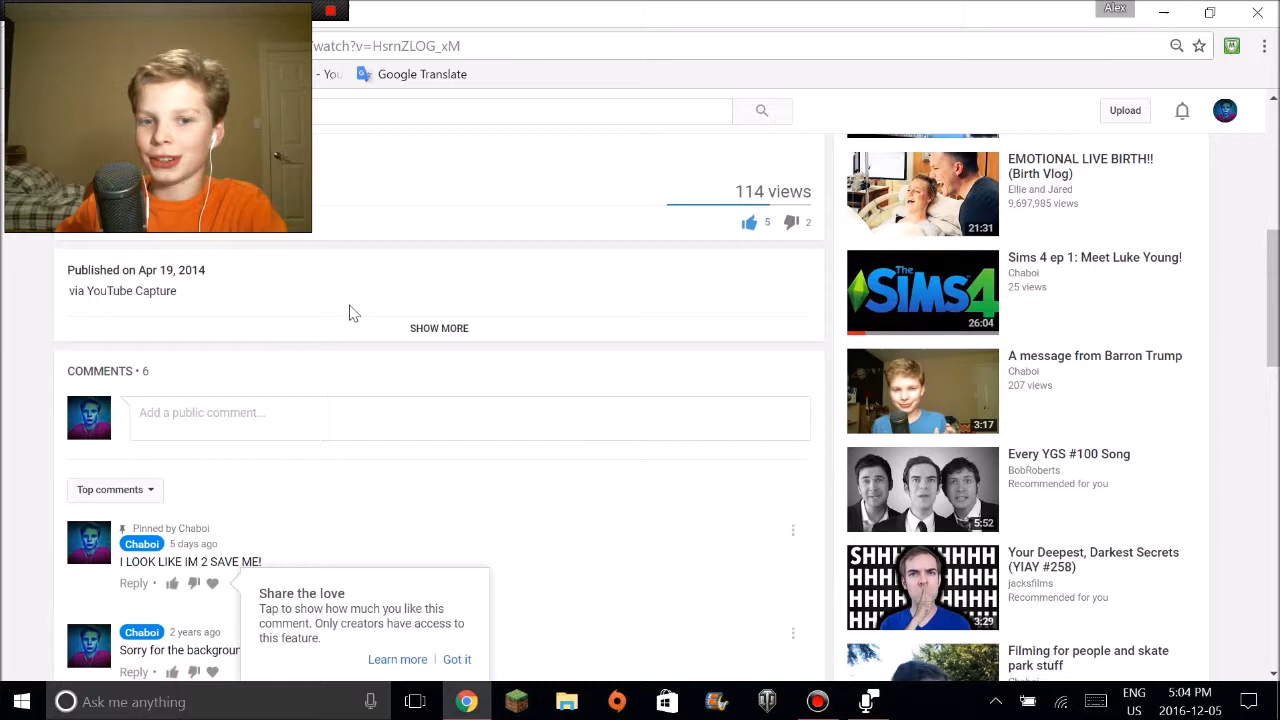 Alex
/watch?v=HsrnZLOG_xM
- You
Google Translate
Upload
114 views
5
2
Published on Apr 19, 2014
via YouTube Capture
SHOW MORE
COMMENTS • 6
Add a public comment...
Top comments
Pinned by Chaboi
Chaboi 5 days ago
I LOOK LIKE IM 2 SAVE ME!
Reply •
Share the love
Tap to show how much you like this
comment. Only creators have access to
this feature.
Learn more
Got it
Chaboi 2 years ago
Sorry for the backgroun
Reply •
EMOTIONAL LIVE BIRTH!!
(Birth Vlog)
Ellie and Jared
9,697,985 views
21:31
Sims 4 ep 1: Meet Luke Young!
Chaboi
25 views
The
SIMS 4
26:04
A message from Barron Trump
Chaboi
207 views
3:17
Every YGS #100 Song
BobRoberts
Recommended for you
5:52
Your Deepest, Darkest Secrets
(YIAY #258)
jacksfilms
Recommended for you
3:29
Filming for people and skate
park stuff
Ask me anything
ENG
US
5:04 PM
2016-12-05